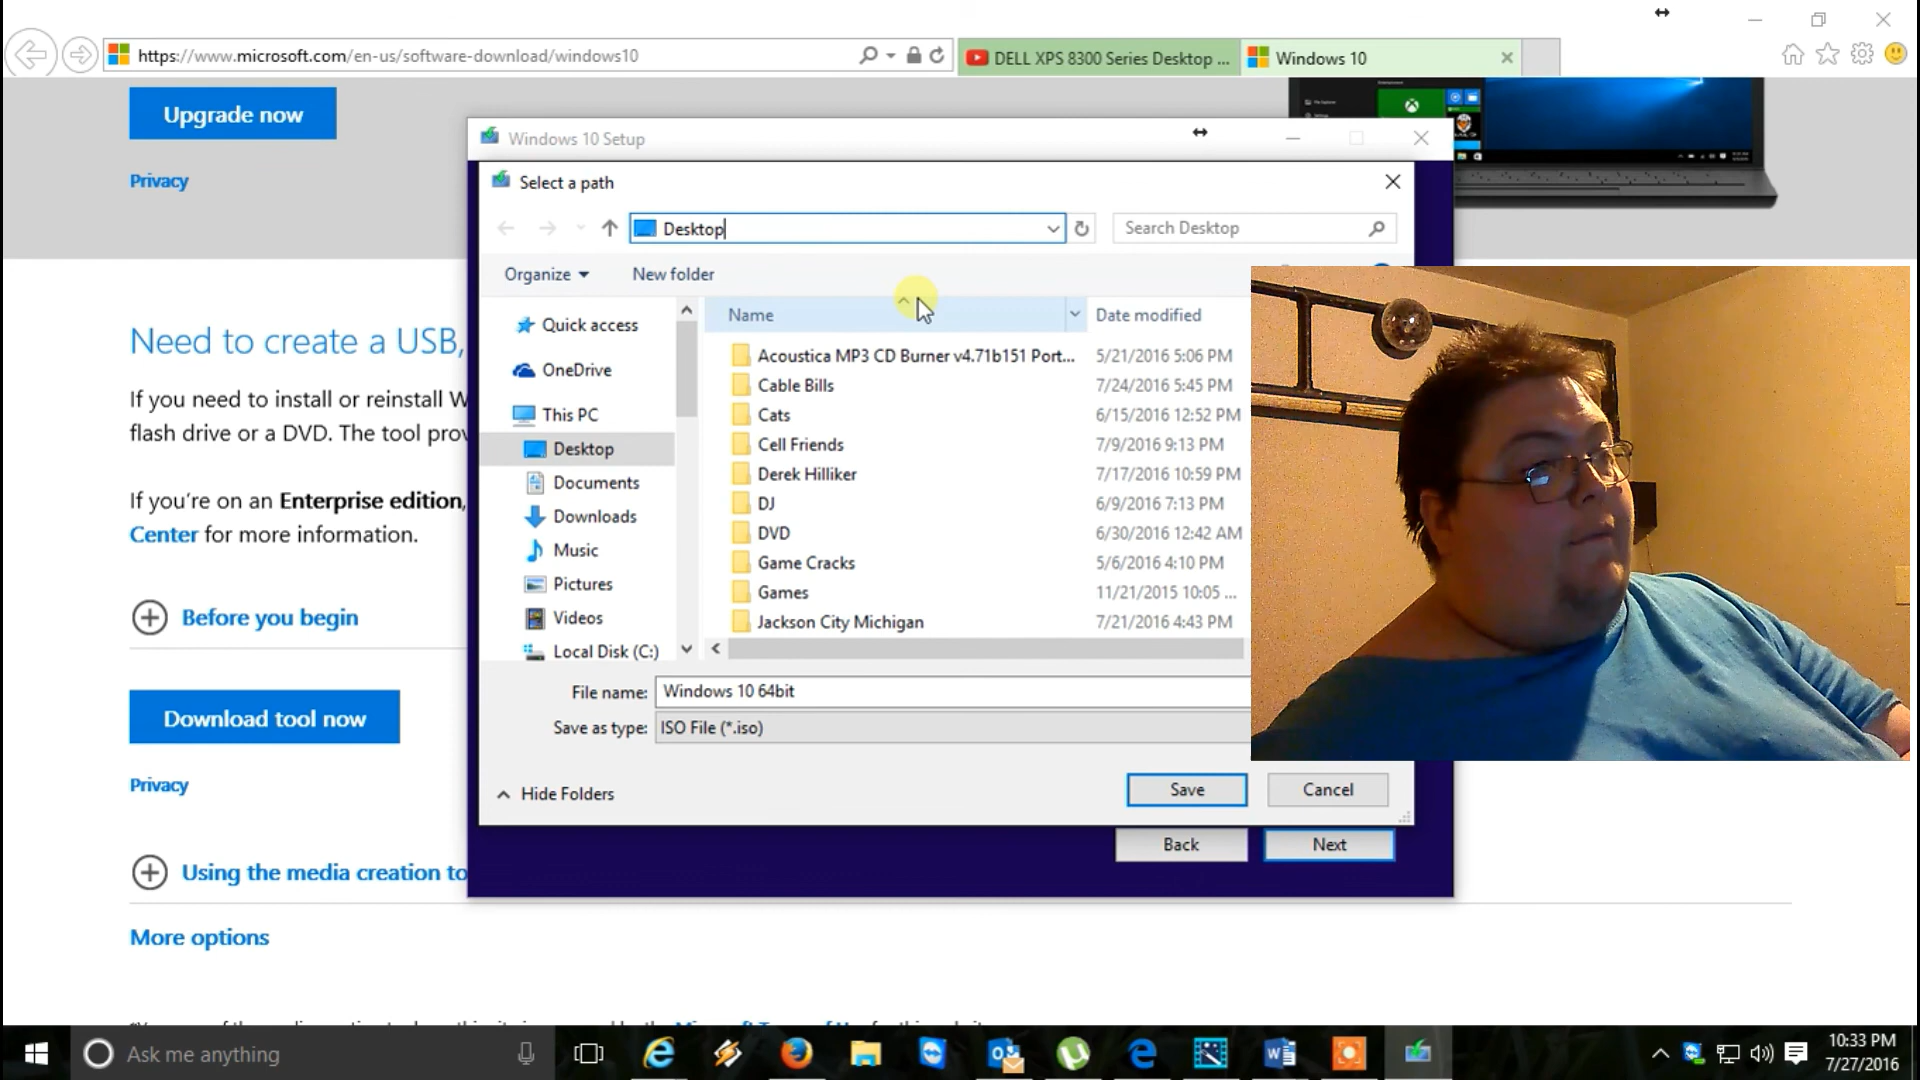 https://www.microsoft.com/en-us/software-download/windows10
DELL XPS 8300 Series Desktop ...
Windows 10
Upgrade now
Privacy
Windows 10 Setup
Select a path
Desktop
Search Desktop
Organize
New folder
Name
Date modified
Quick access
OneDrive
This PC
Desktop
Documents
Downloads
Music
Pictures
Videos
Local Disk (C:)
Acoustica MP3 CD Burner v4.71b151 Port... 5/21/2016 5:06 PM
Cable Bills 7/24/2016 5:45 PM
Cats 6/15/2016 12:52 PM
Cell Friends 7/9/2016 9:13 PM
Derek Hilliker 7/17/2016 10:59 PM
DJ 6/9/2016 7:13 PM
DVD 6/30/2016 12:42 AM
Game Cracks 5/6/2016 4:10 PM
Games 11/21/2015 10:05 ...
Jackson City Michigan 7/21/2016 4:43 PM
File name: Windows 10 64bit
Save as type: ISO File (*.iso)
Hide Folders
Save
Cancel
Back
Next
Need to create a USB,
If you need to install or reinstall W
flash drive or a DVD. The tool prov
If you're on an Enterprise edition,
Center for more information.
Before you begin
Download tool now
Privacy
Using the media creation to
More options
Ask me anything
10:33 PM
7/27/2016